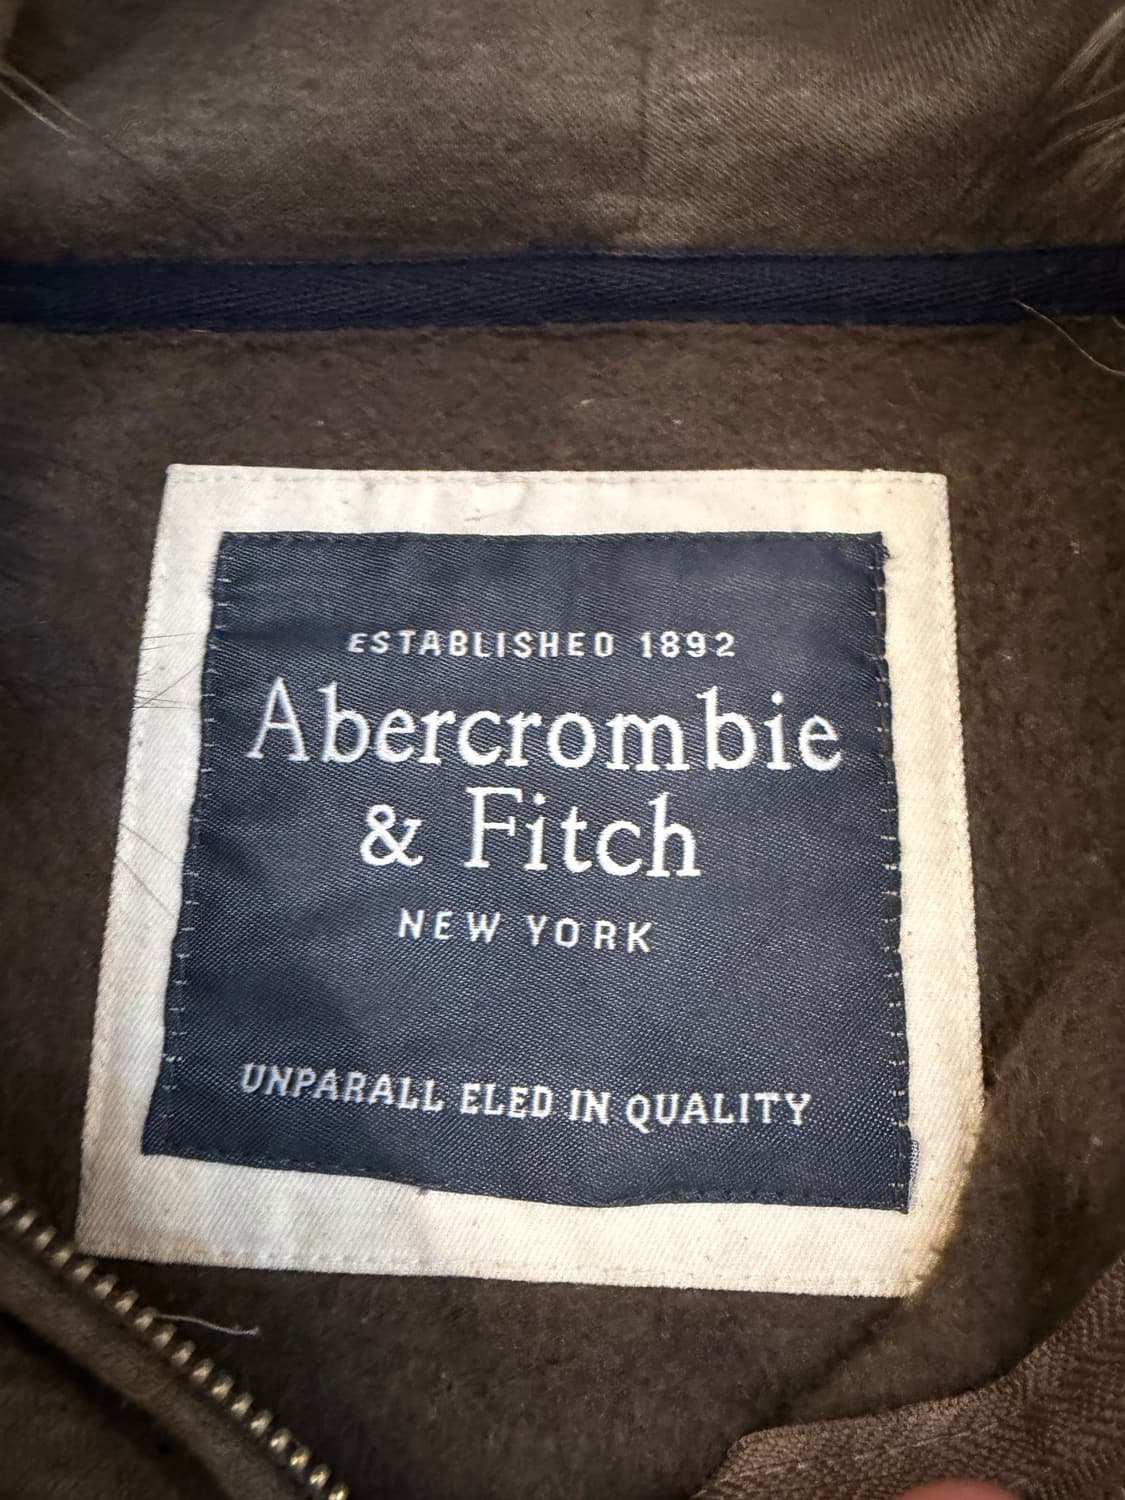 ESTABLISHED 1892
Abercrombie
& Fitch
NEW YORK
UNPARALL ELED IN QUALITY